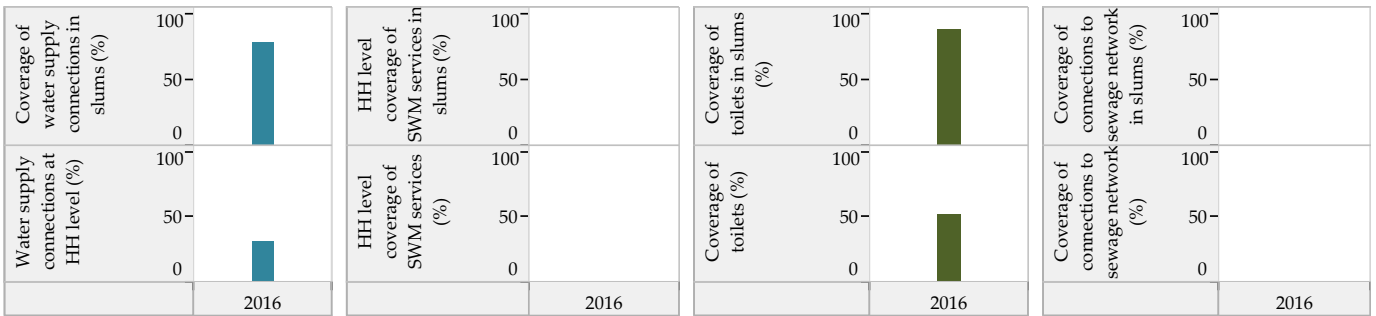 Coverage of
water supply
connections in
slums (%)
100
50
0
Water supply
connections at
HH level (%)
100
50
0
2016
HH level
coverage of
SWM services in
slums (%)
100
50
0
HH level
coverage of
SWM services
(%)
100
50
0
2016
Coverage of
toilets in slums
(%)
100
50
0
Coverage of
toilets (%)
100
50
0
2016
Coverage of
connections to
sewage network
in slums (%)
100
50
0
Coverage of
connections to
sewage network
(%)
100
50
0
2016